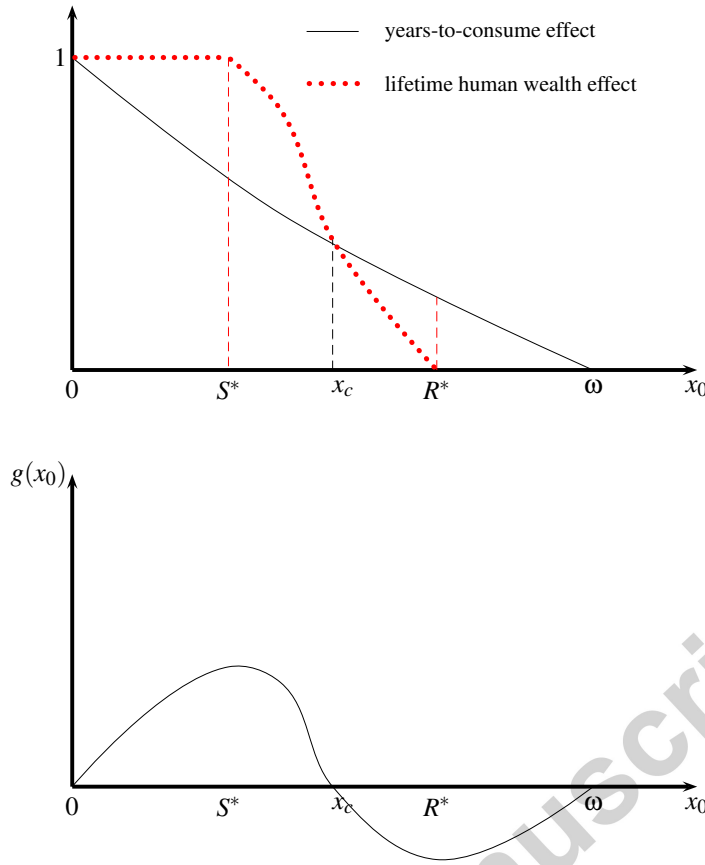 years-to-consume effect
1
lifetime human wealth effect
0 S* x_c R* ω x_0
g(x_0)
0 S* x_c R* ω x_0